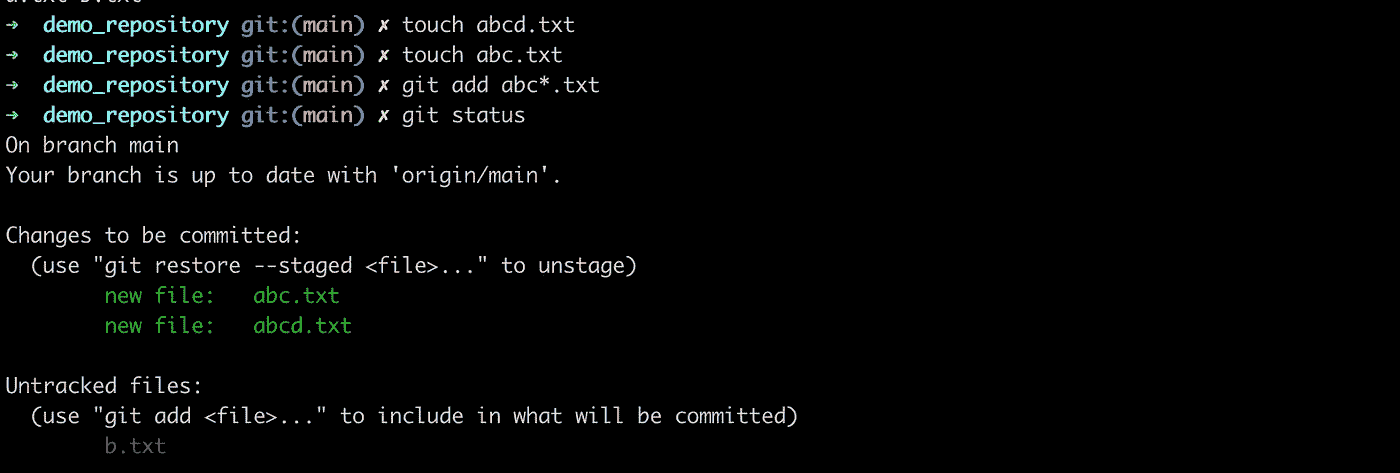 ➜  demo_repository git:(main) ✗ touch abcd.txt
➜  demo_repository git:(main) ✗ touch abc.txt
➜  demo_repository git:(main) ✗ git add abc*.txt
➜  demo_repository git:(main) ✗ git status
On branch main
Your branch is up to date with 'origin/main'.
Changes to be committed:
  (use "git restore --staged <file>..." to unstage)
        new file:   abc.txt
        new file:   abcd.txt
Untracked files:
  (use "git add <file>..." to include in what will be committed)
        b.txt